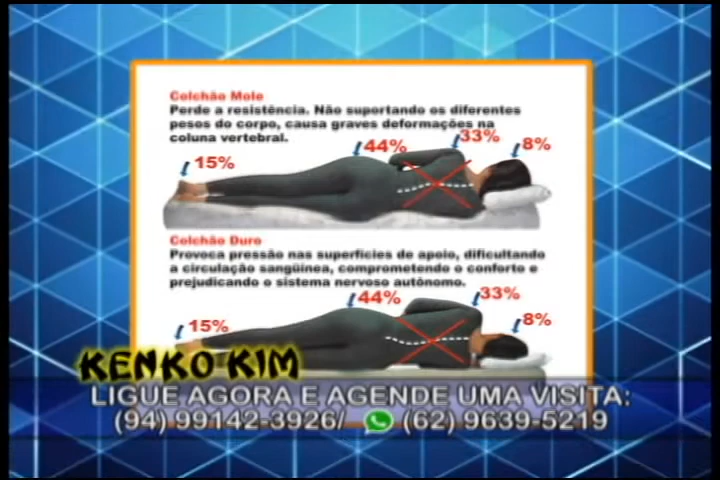 Colchão Mole
Perde a resistência. Não suportando os diferentes
pesos do corpo, causa graves deformações na
coluna vertebral.
15%
44%
33%
8%
Colchão Duro
Provoca pressão nas superfícies de apoio, dificultando
a circulação sangüínea, comprometendo o conforto e
prejudicando o sistema nervoso autônomo.
15%
44%
33%
8%
KENKO KIM
LIGUE AGORA E AGENDE UMA VISITA:
(94) 99142-3926/ (62) 9639-5219